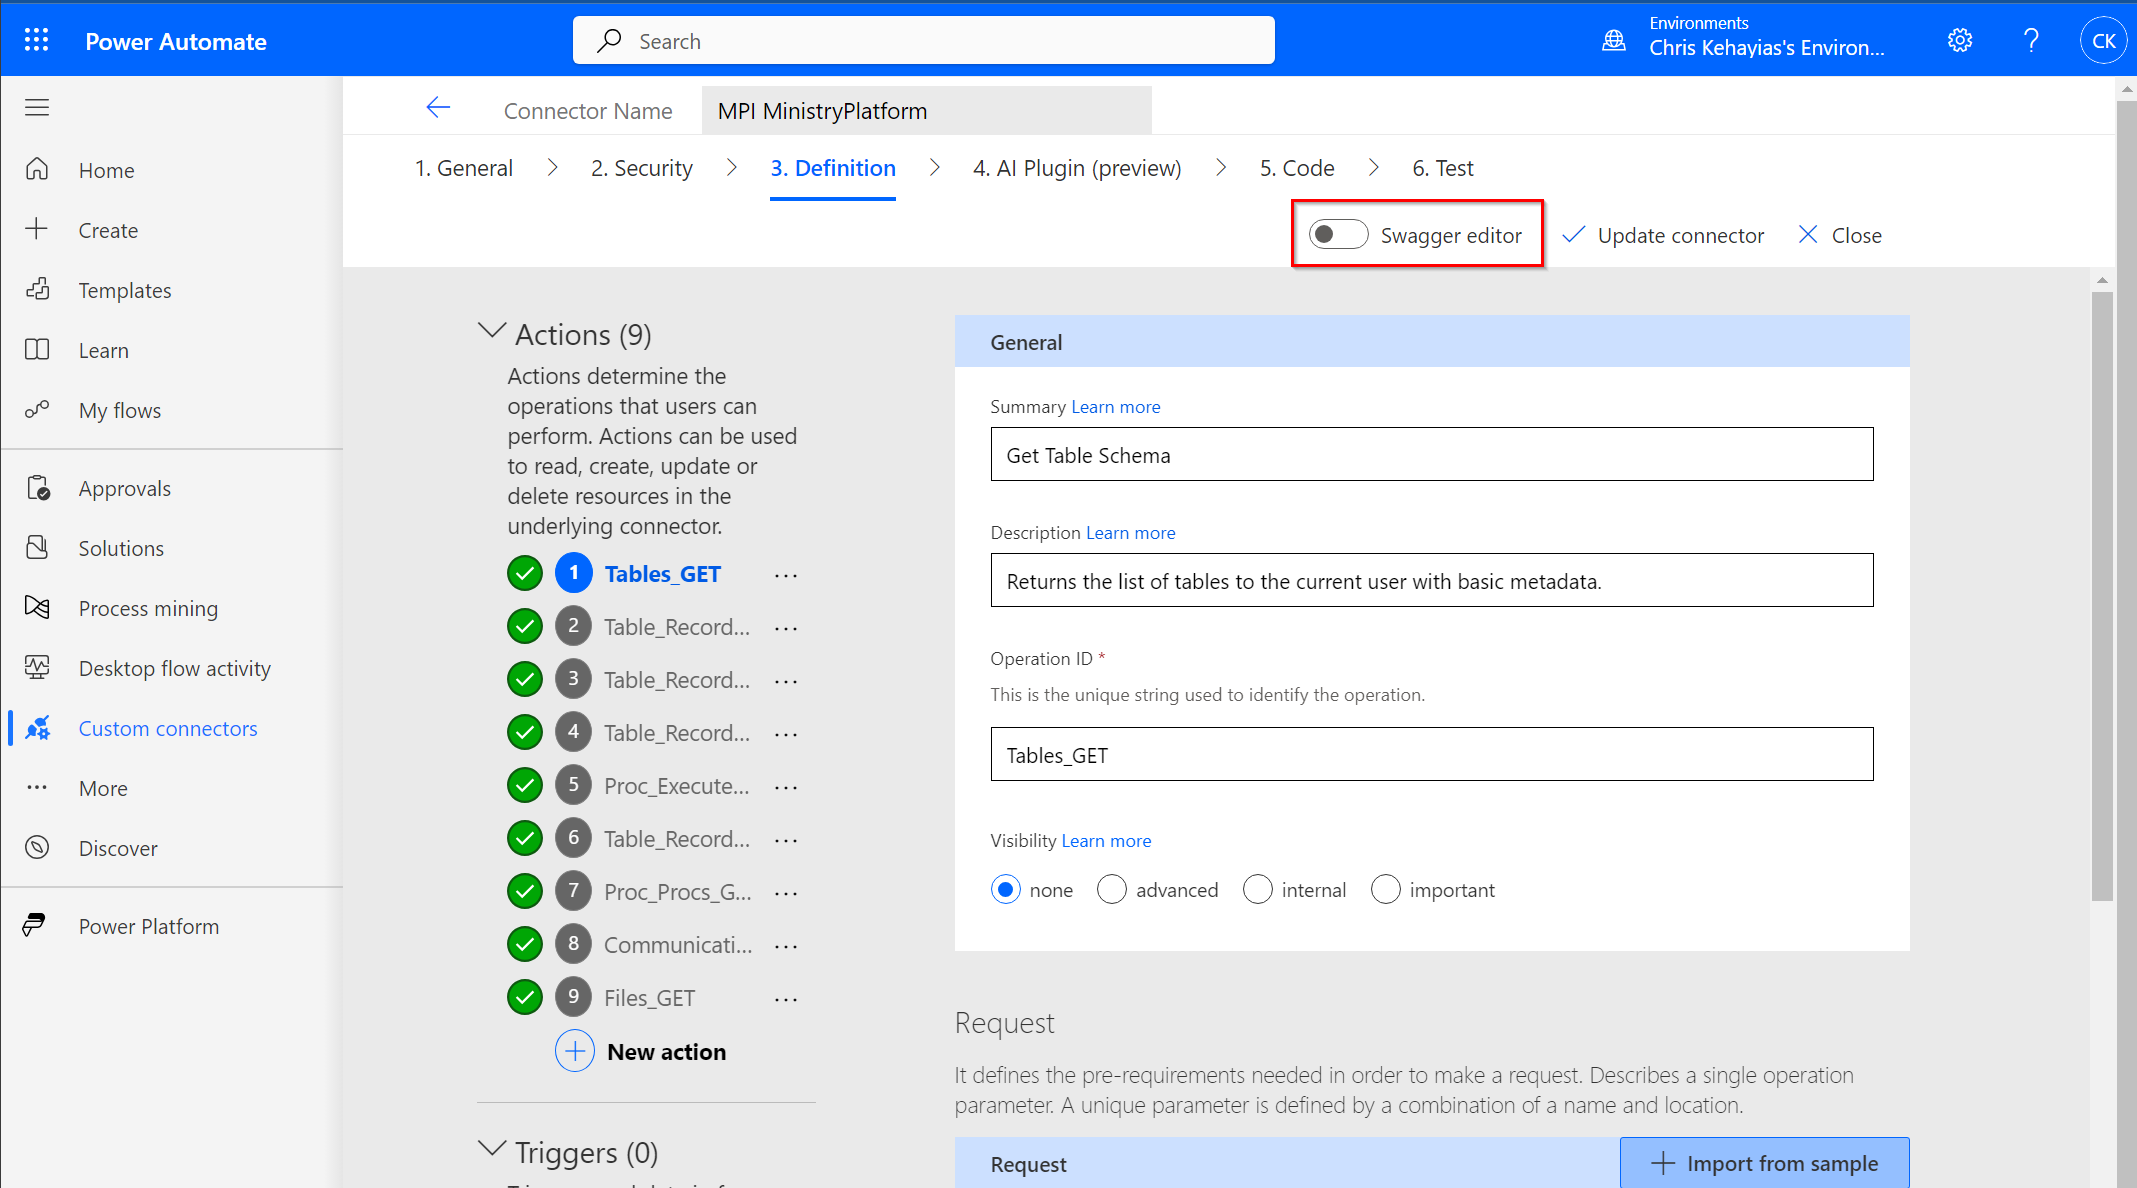 Power Automate
Search
Environments
Chris Kehayias's Environ...
?
CK
Home
Create
Templates
Learn
My flows
Approvals
Solutions
Process mining
Desktop flow activity
Custom connectors
More
Discover
Power Platform
Connector Name
MPI MinistryPlatform
1. General
2. Security
3. Definition
4. AI Plugin (preview)
5. Code
6. Test
Swagger editor
Update connector
Close
Actions (9)
Actions determine the
operations that users can
perform. Actions can be used
to read, create, update or
delete resources in the
underlying connector.
1 Tables_GET ...
2 Table_Record... ...
3 Table_Record... ...
4 Table_Record... ...
5 Proc_Execute... ...
6 Table_Record... ...
7 Proc_Procs_G... ...
8 Communicati... ...
9 Files_GET ...
New action
Triggers (0)
General
Summary Learn more
Get Table Schema
Description Learn more
Returns the list of tables to the current user with basic metadata.
Operation ID *
This is the unique string used to identify the operation.
Tables_GET
Visibility Learn more
none advanced internal important
Request
It defines the pre-requirements needed in order to make a request. Describes a single operation
parameter. A unique parameter is defined by a combination of a name and location.
Request
Import from sample